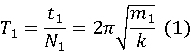 T₁ = t₁/N₁ = 2π√(m₁/k) (1)